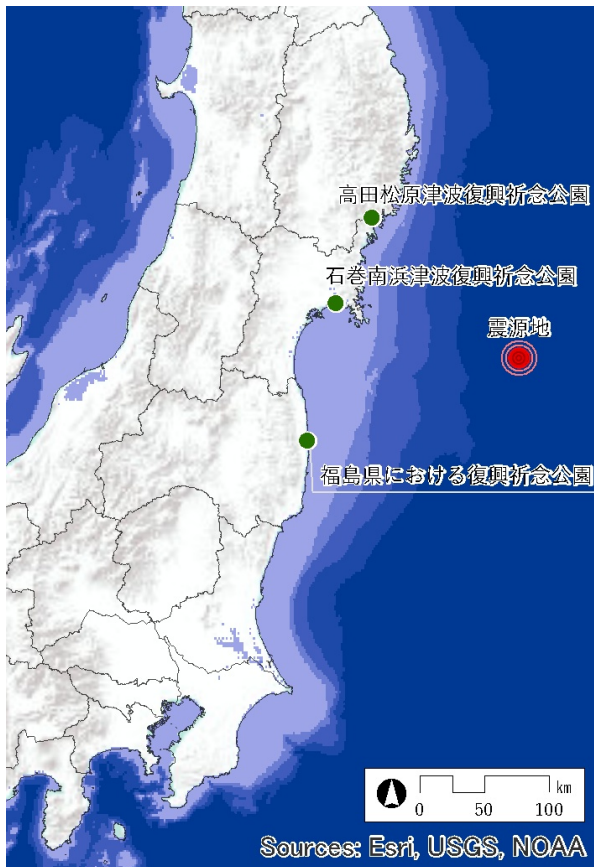 高田松原津波復興祈念公園
石巻南浜津波復興祈念公園
震源地
福島県における復興祈念公園
km
0 50 100
Sources: Esri, USGS, NOAA